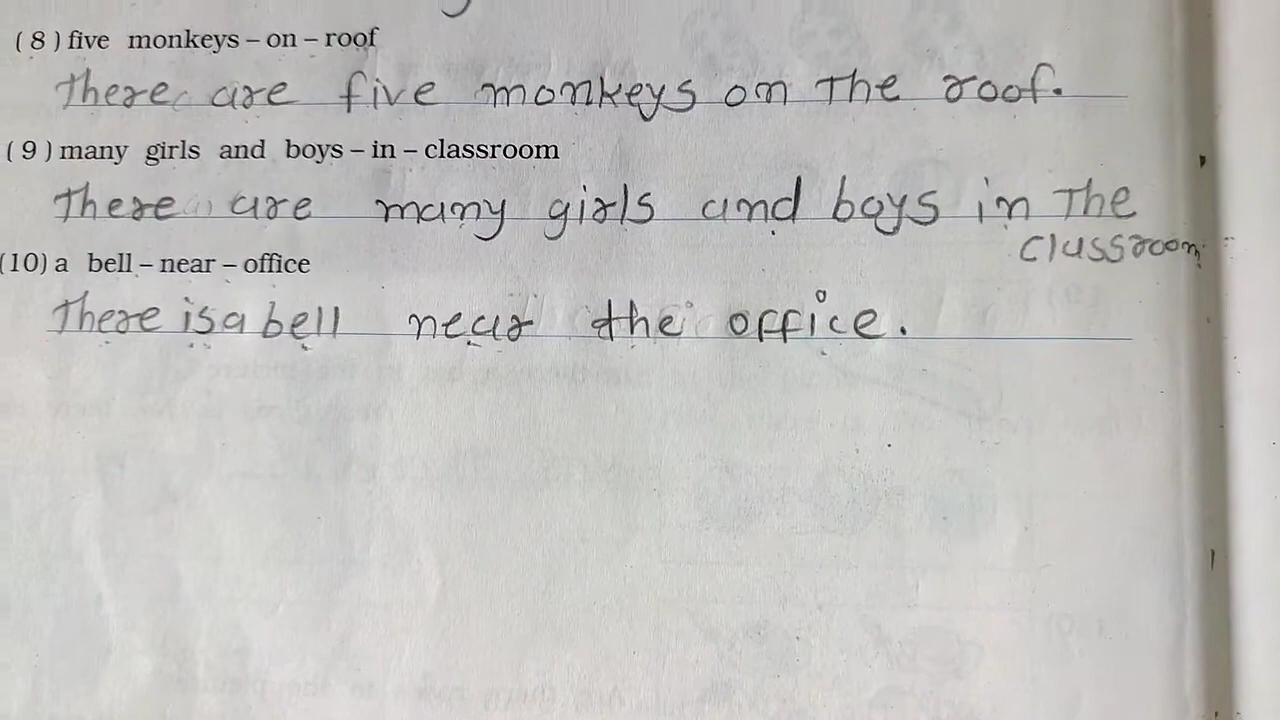 ( 8 ) five monkeys – on – roof
There are five monkeys on The roof.
( 9 ) many girls and boys – in – classroom
There are many girls and boys in The
classroom
(10) a bell – near – office
There is a bell near the office.